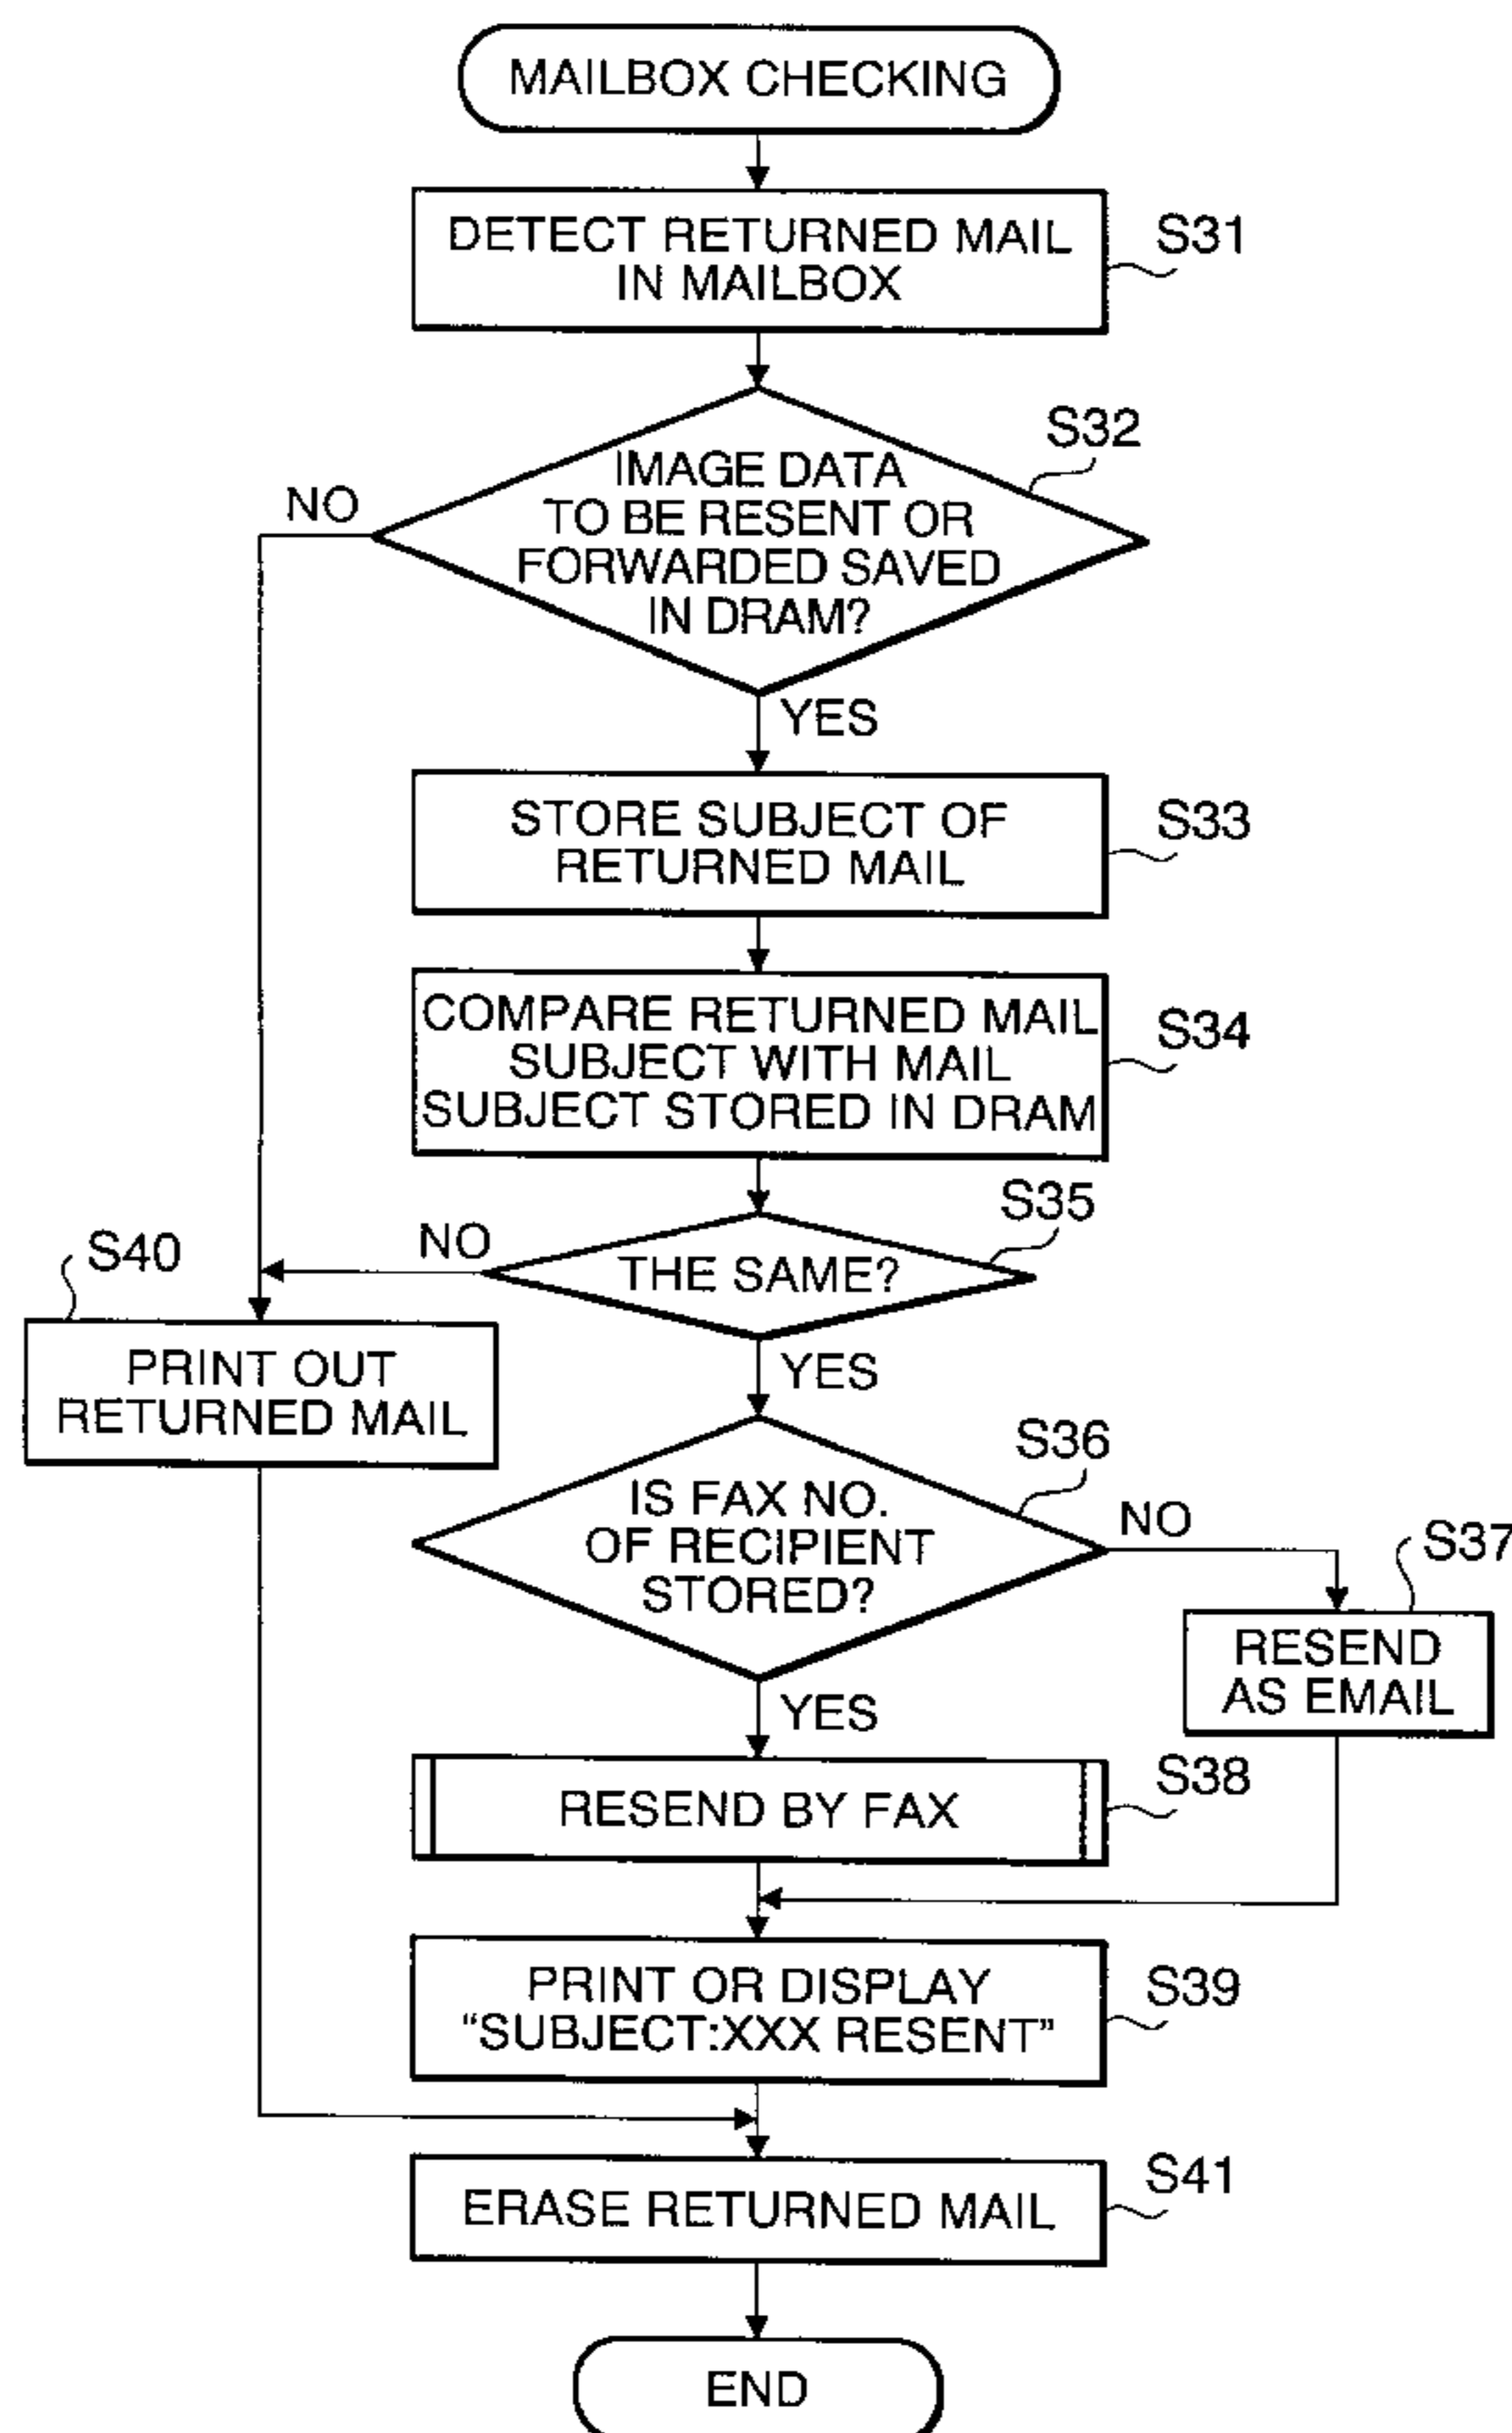 MAILBOX CHECKING
DETECT RETURNED MAIL
IN MAILBOX
S31
S32
IMAGE DATA
TO BE RESENT OR
FORWARDED SAVED
IN DRAM?
NO
YES
STORE SUBJECT OF
RETURNED MAIL
S33
COMPARE RETURNED MAIL
SUBJECT WITH MAIL
SUBJECT STORED IN DRAM
S34
S35
THE SAME?
NO
S40
PRINT OUT
RETURNED MAIL
YES
S36
IS FAX NO.
OF RECIPIENT
STORED?
NO
S37
RESEND
AS EMAIL
YES
RESEND BY FAX
S38
PRINT OR DISPLAY
“SUBJECT:XXX RESENT”
S39
ERASE RETURNED MAIL
S41
END